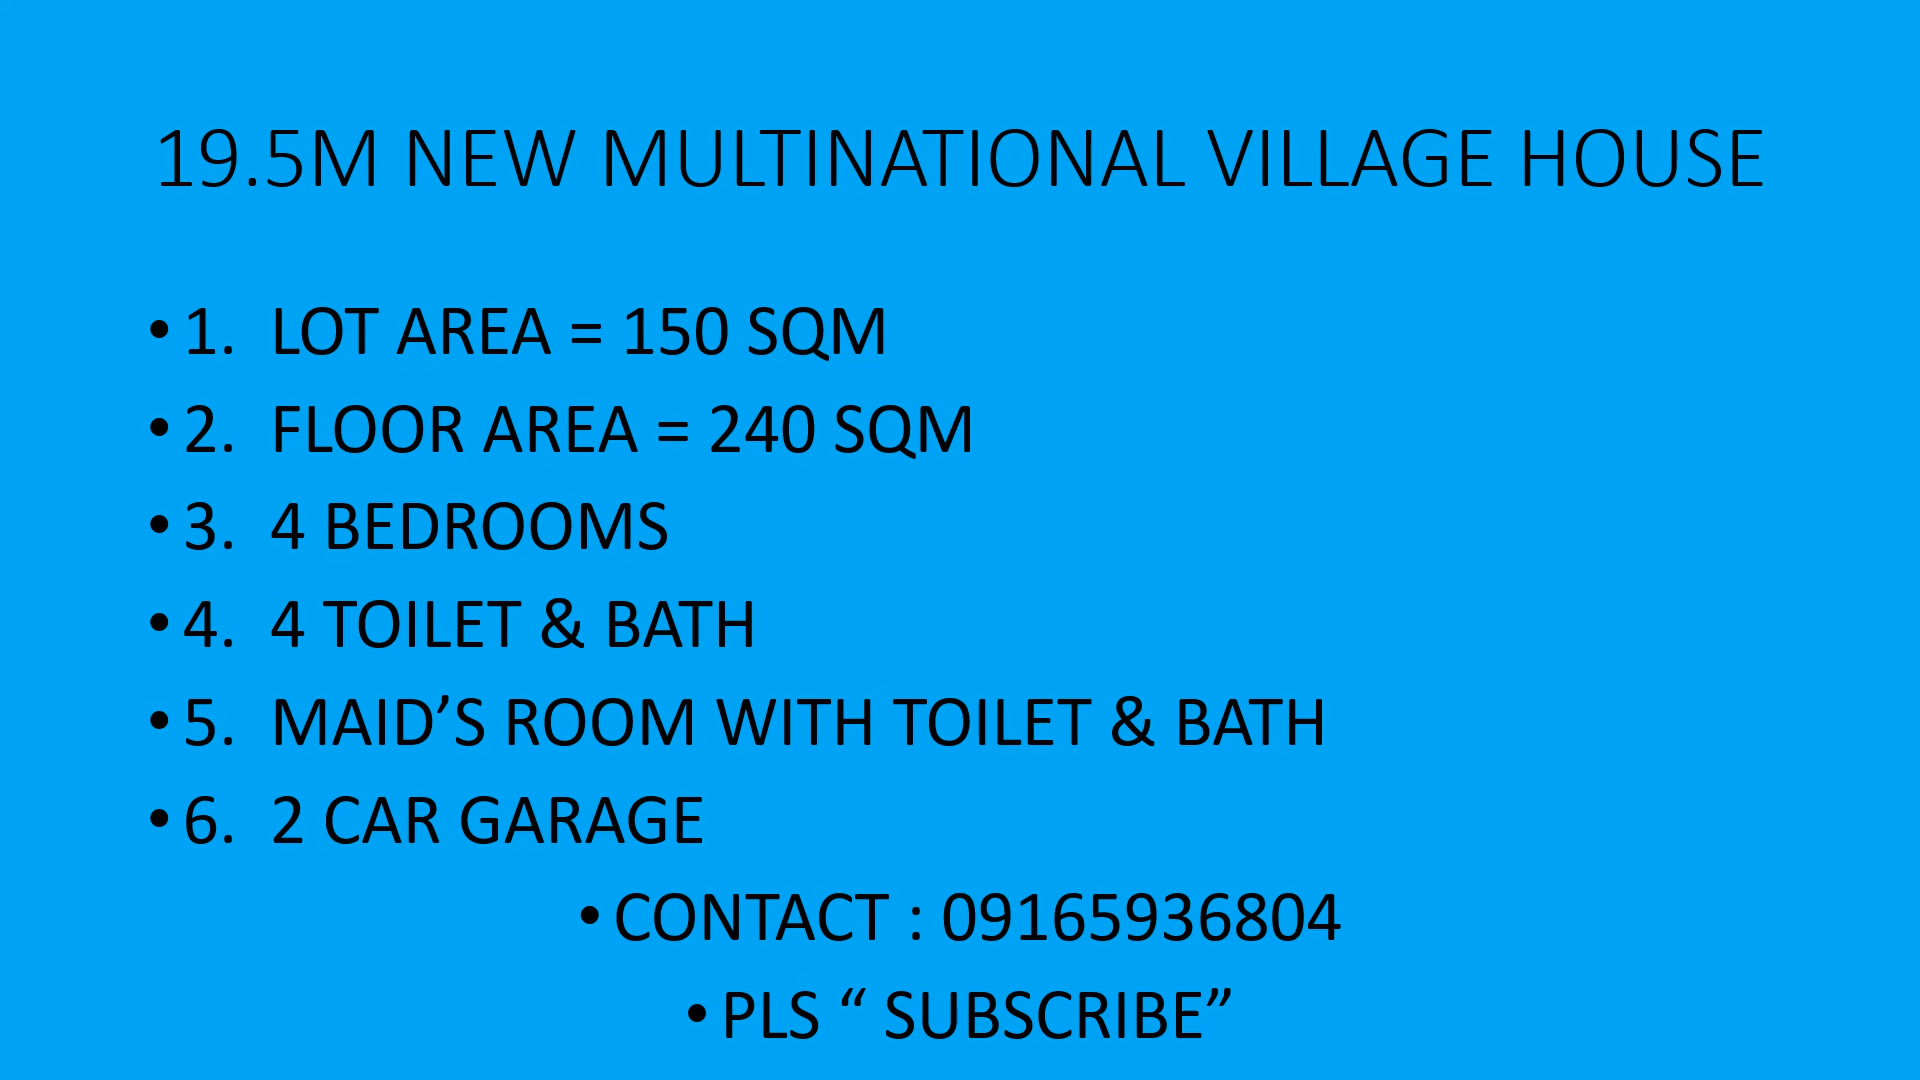 19.5M NEW MULTINATIONAL VILLAGE HOUSE
• 1. LOT AREA = 150 SQM
• 2. FLOOR AREA = 240 SQM
• 3. 4 BEDROOMS
• 4. 4 TOILET & BATH
• 5. MAID’S ROOM WITH TOILET & BATH
• 6. 2 CAR GARAGE
• CONTACT : 09165936804
• PLS “ SUBSCRIBE”